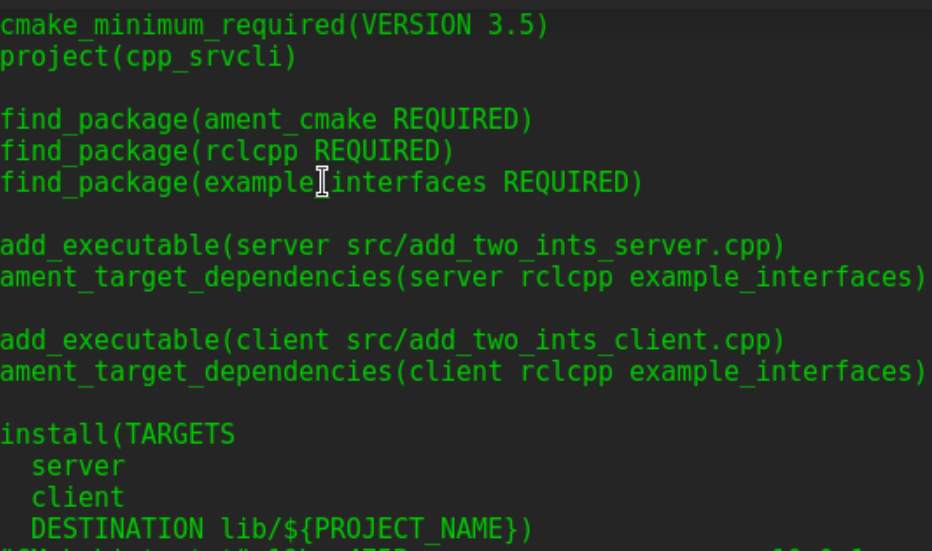 cmake_minimum_required(VERSION 3.5)
project(cpp_srvcli)
find_package(ament_cmake REQUIRED)
find_package(rclcpp REQUIRED)
find_package(example_interfaces REQUIRED)
add_executable(server src/add_two_ints_server.cpp)
ament_target_dependencies(server rclcpp example_interfaces)
add_executable(client src/add_two_ints_client.cpp)
ament_target_dependencies(client rclcpp example_interfaces)
install(TARGETS
server
client
DESTINATION lib/${PROJECT_NAME})